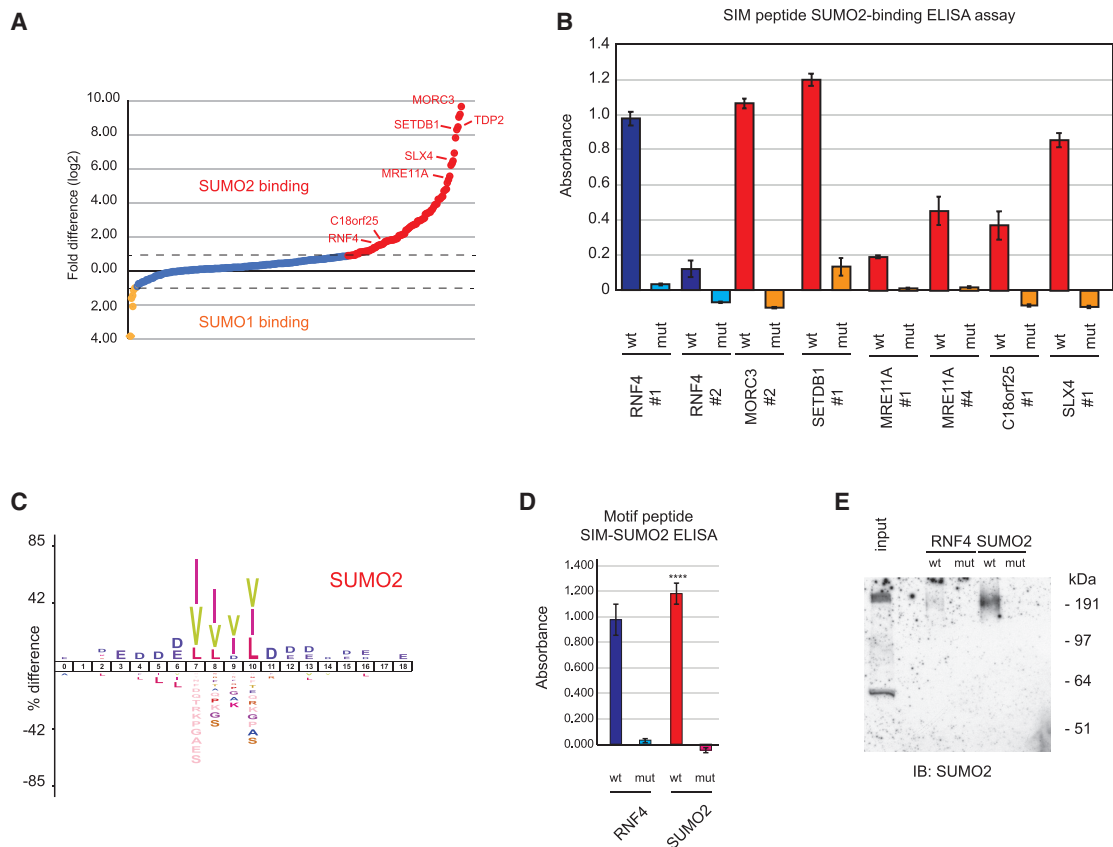 A
10.00
8.00
6.00
4.00
2.00
0.00
2.00
4.00
Fold difference (log2)
MORC3
SETDB1
TDP2
SLX4
MRE11A
SUMO2 binding
C18orf25
RNF4
SUMO1 binding
B
SIM peptide SUMO2-binding ELISA assay
1.4
1.2
1.0
0.8
0.6
0.4
0.2
0
Absorbance
wt mut wt mut wt mut wt mut wt mut wt mut wt mut wt mut
RNF4 #1
RNF4 #2
MORC3 #2
SETDB1 #1
MRE11A #1
MRE11A #4
C18orf25 #1
SLX4 #1
C
85
42
-42
-85
% difference
SUMO2
E D D D E I V L I V L V I V I L D D E
0 1 2 3 4 5 6 7 8 9 10 11 12 13 14 15 16 17 18
L L
D T R K P G A E S
P G S
G A K
E R K G P A S
D
Motif peptide
SIM-SUMO2 ELISA
1.400
1.200
1.000
0.800
0.600
0.400
0.200
0.000
Absorbance
****
wt mut wt mut
RNF4
SUMO2
E
input
RNF4 SUMO2
wt mut wt mut
kDa
- 191
- 97
- 64
- 51
IB: SUMO2